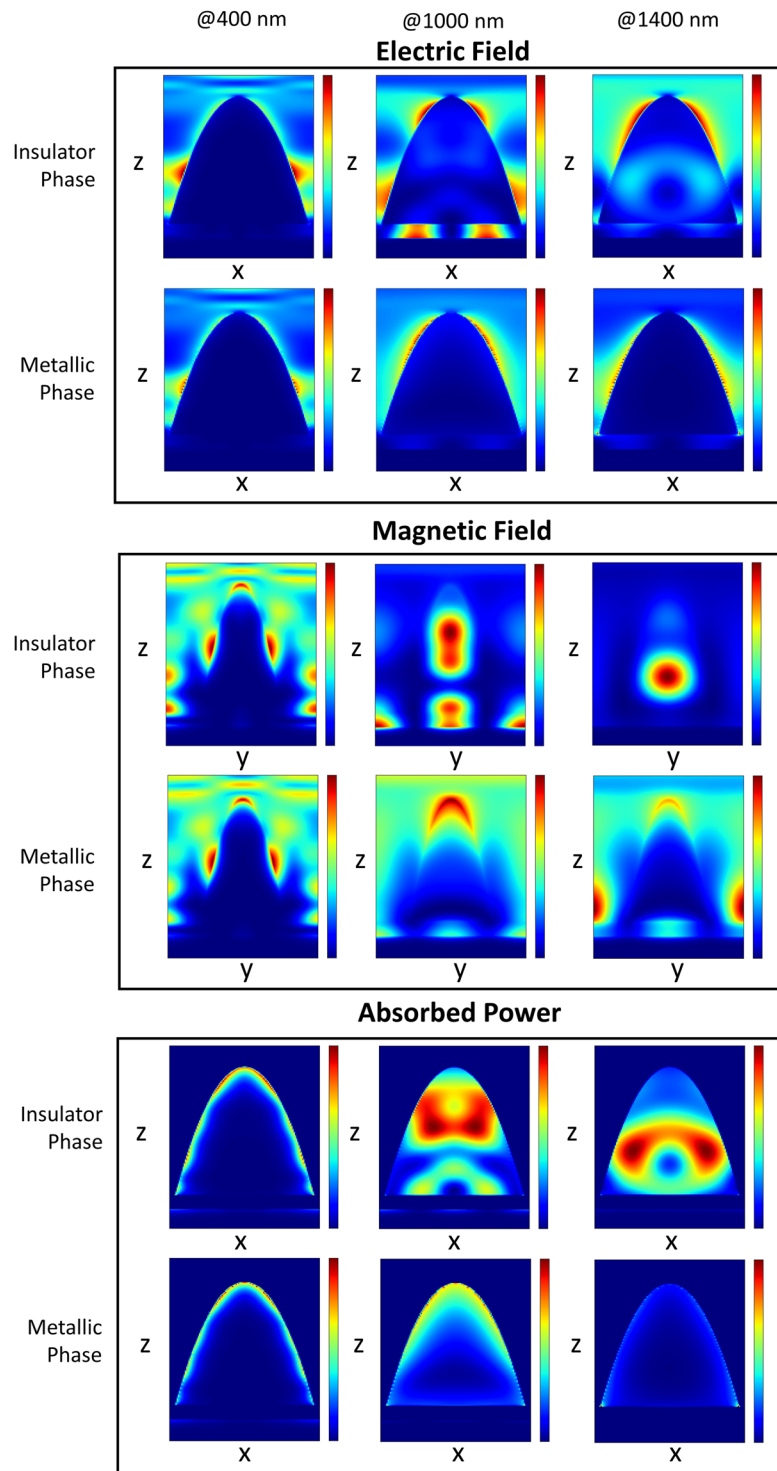 @400 nm @1000 nm @1400 nm
Electric Field
Insulator
Phase
z z z
x x x
Metallic
Phase
z z z
x x x
Magnetic Field
Insulator
Phase
z z z
y y y
Metallic
Phase
z z z
y y y
Absorbed Power
Insulator
Phase
z z z
x x x
Metallic
Phase
z z z
x x x